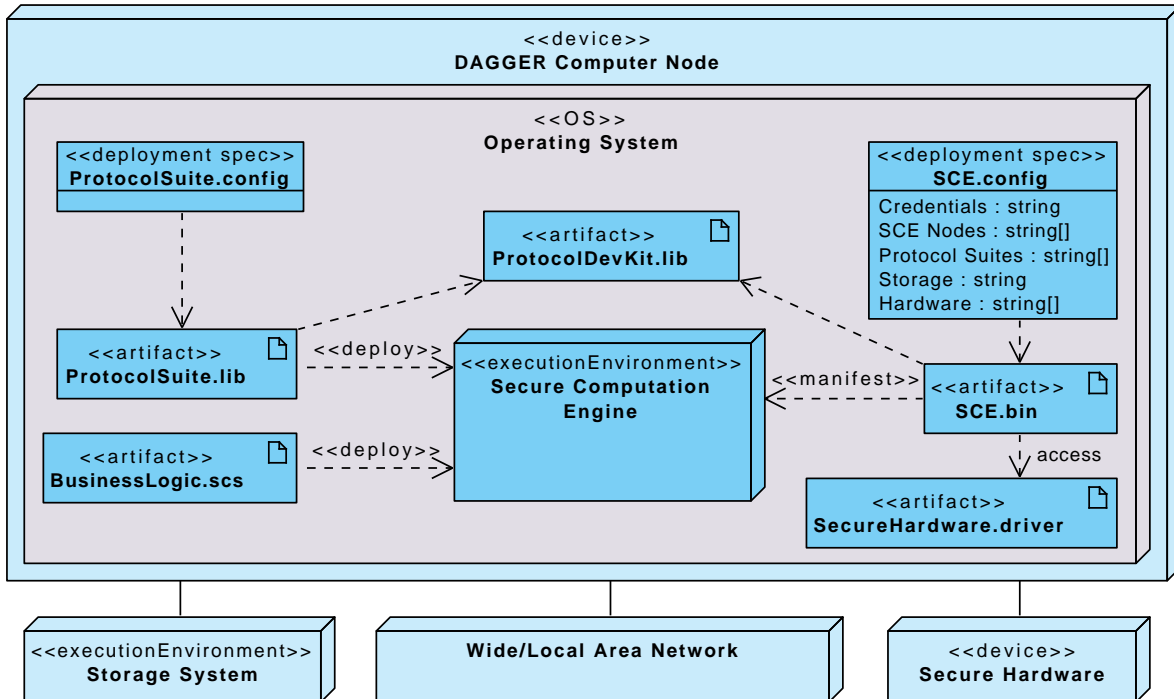 <<device>>
DAGGER Computer Node
<<OS>>
Operating System
<<deployment spec>>
ProtocolSuite.config
<<deployment spec>>
SCE.config
Credentials : string
SCE Nodes : string[]
Protocol Suites : string[]
Storage : string
Hardware : string[]
<<artifact>>
ProtocolDevKit.lib
<<artifact>>
ProtocolSuite.lib
<<deploy>>
<<executionEnvironment>>
Secure Computation
Engine
<<manifest>>
<<artifact>>
SCE.bin
<<artifact>>
BusinessLogic.scs
<<deploy>>
access
<<artifact>>
SecureHardware.driver
<<executionEnvironment>>
Storage System
Wide/Local Area Network
<<device>>
Secure Hardware